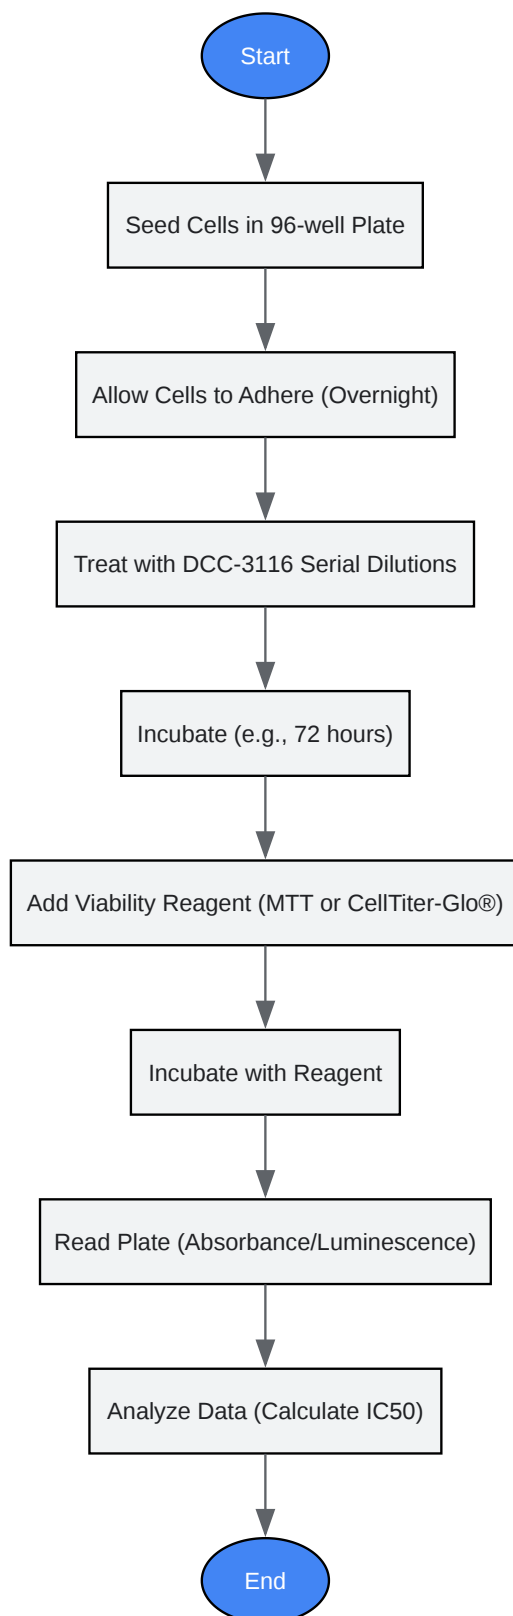 Start
Seed Cells in 96-well Plate
Allow Cells to Adhere (Overnight)
Treat with DCC-3116 Serial Dilutions
Incubate (e.g., 72 hours)
Add Viability Reagent (MTT or CellTiter-Glo®)
Incubate with Reagent
Read Plate (Absorbance/Luminescence)
Analyze Data (Calculate IC50)
End